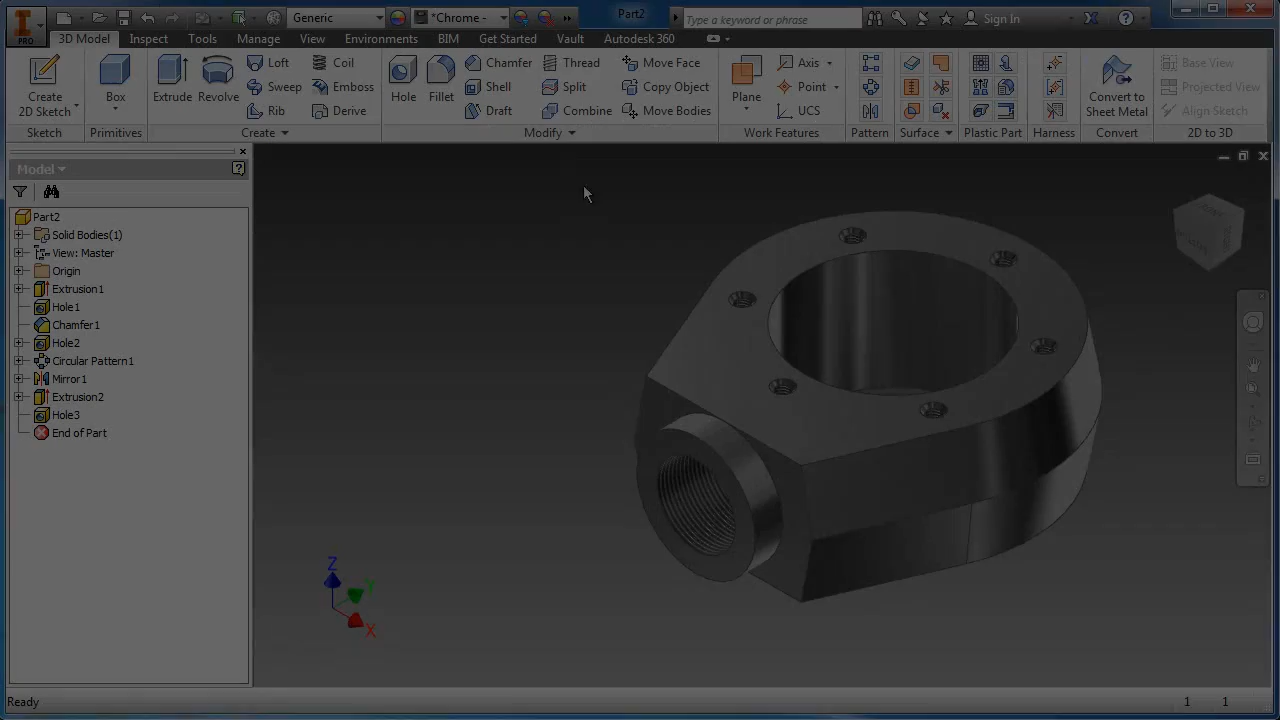 PRO
Generic
*Chrome -
Part2
Type a keyword or phrase
Sign In
3D Model
Inspect
Tools
Manage
View
Environments
BIM
Get Started
Vault
Autodesk 360
Create
2D Sketch
Box
Extrude
Revolve
Loft
Sweep
Rib
Coil
Emboss
Derive
Hole
Fillet
Chamfer
Shell
Draft
Thread
Split
Combine
Move Face
Copy Object
Move Bodies
Plane
Axis
Point
UCS
Convert to
Sheet Metal
Base View
Projected View
Align Sketch
Sketch
Primitives
Create
Modify
Work Features
Pattern
Surface
Plastic Part
Harness
Convert
2D to 3D
Model
Part2
Solid Bodies(1)
View: Master
Origin
Extrusion1
Hole1
Chamfer1
Hole2
Circular Pattern1
Mirror1
Extrusion2
Hole3
End of Part
Z
Y
X
Ready
1
1